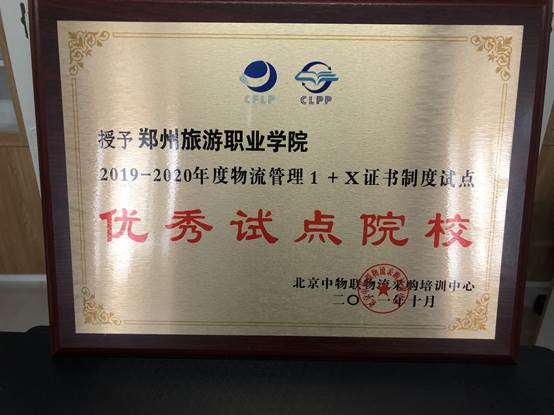 CFLP CLPP
授予 郑州旅游职业学院
2019-2020年度物流管理1+X证书制度试点
优秀试点院校
北京中物联物流采购培训中心
二〇二一年十月